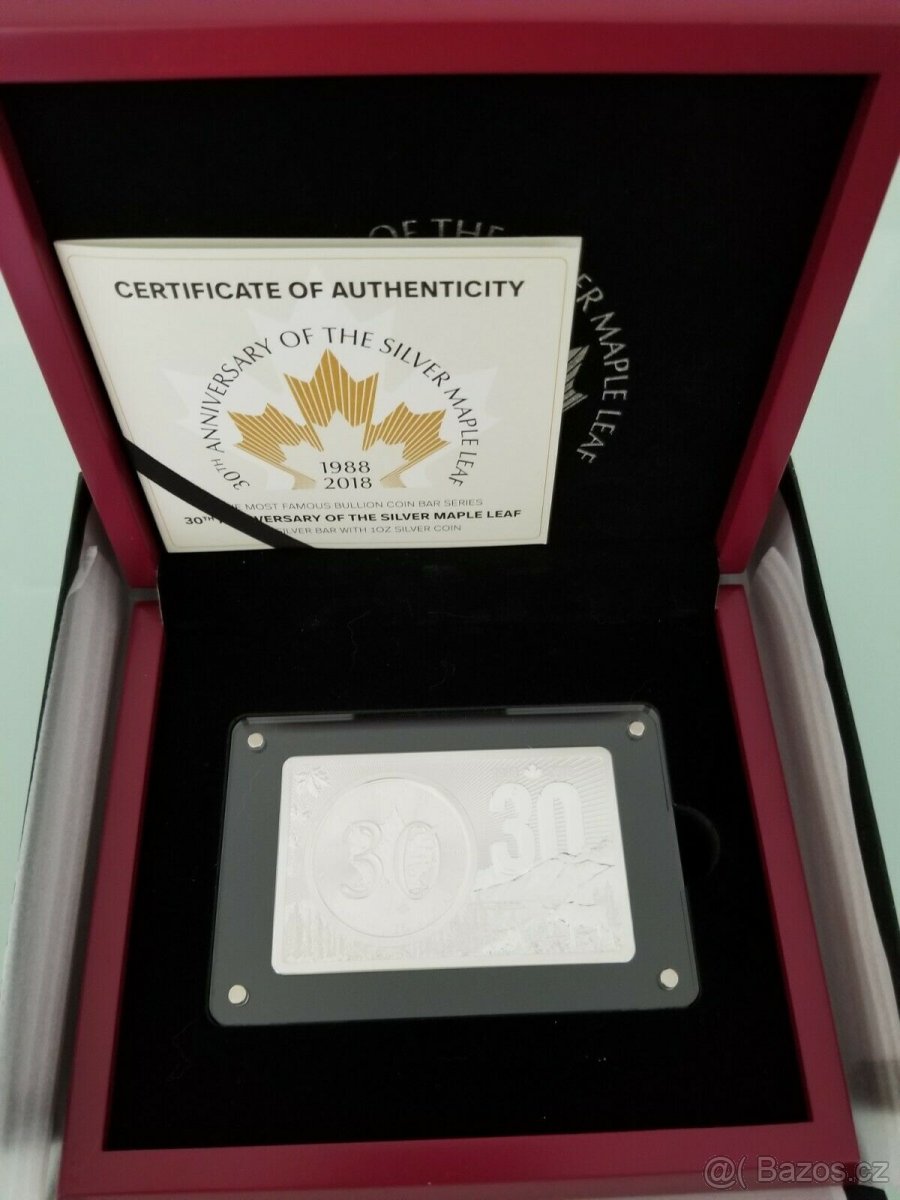 OF THE
ER MAPLE LEAF
CERTIFICATE OF AUTHENTICITY
30TH ANNIVERSARY OF THE SILVER MAPLE LEAF
1988
2018
MOST FAMOUS BULLION COIN BAR SERIES
30TH VERSARY OF THE SILVER MAPLE LEAF
SILVER BAR WITH 1OZ SILVER COIN
30
30
@( Bazos.cz